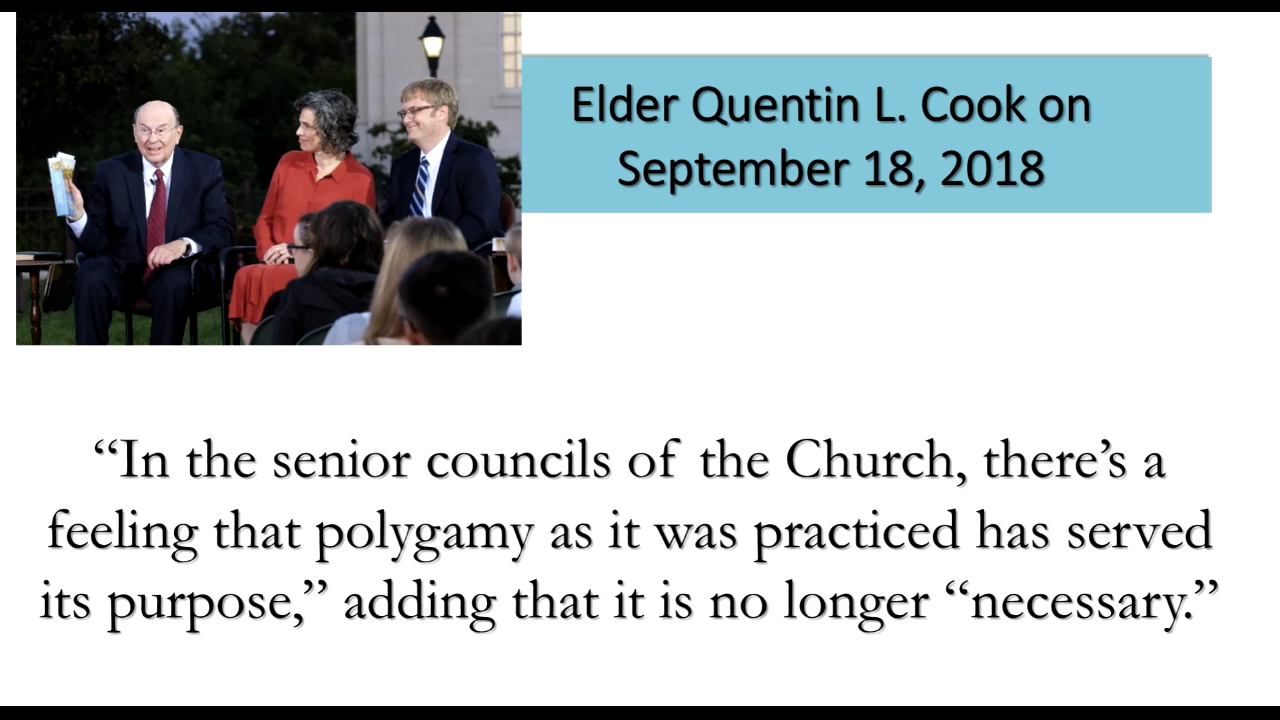 Elder Quentin L. Cook on
September 18, 2018
“In the senior councils of the Church, there’s a
feeling that polygamy as it was practiced has served
its purpose,” adding that it is no longer “necessary.”